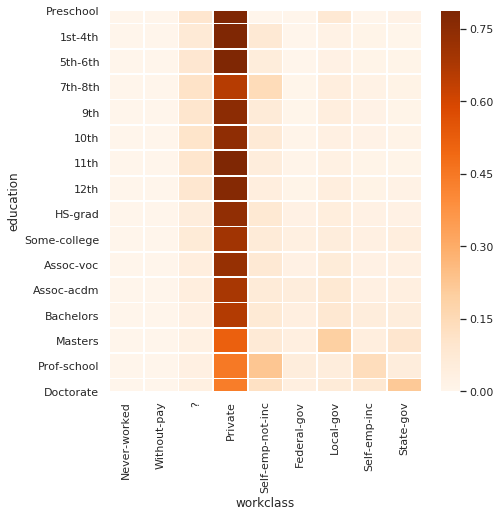 Preschool
1st-4th
5th-6th
7th-8th
9th
10th
11th
12th
HS-grad
Some-college
Assoc-voc
Assoc-acdm
Bachelors
Masters
Prof-school
Doctorate
education
Never-worked
Without-pay
?
Private
Self-emp-not-inc
Federal-gov
Local-gov
Self-emp-inc
State-gov
workclass
0.75
0.60
0.45
0.30
0.15
0.00